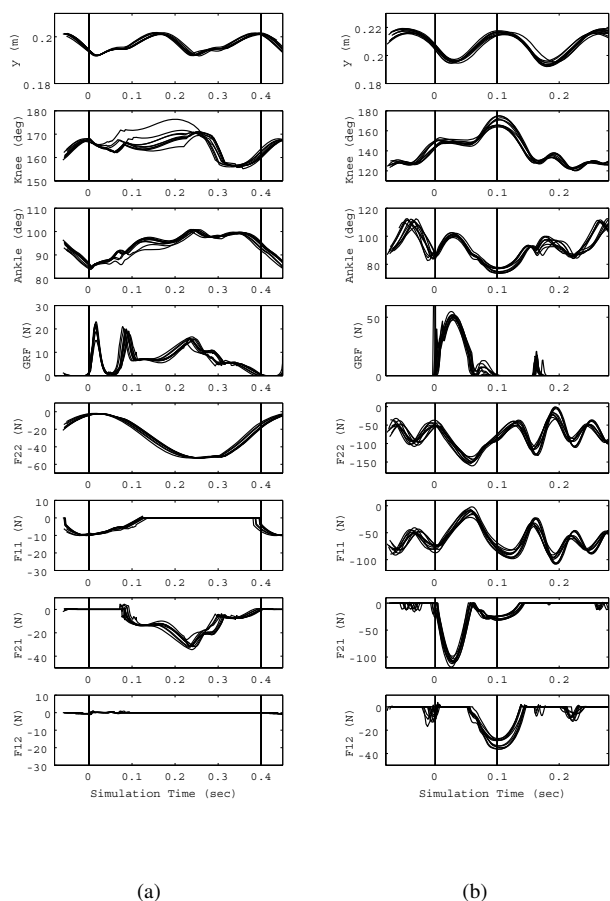 0.2
0.18
y (m)
0 0.1 0.2 0.3 0.4
180
170
160
150
Knee (deg)
0 0.1 0.2 0.3 0.4
110
100
90
80
Ankle (deg)
0 0.1 0.2 0.3 0.4
30
20
10
0
GRF (N)
0 0.1 0.2 0.3 0.4
0
-20
-40
-60
F22 (N)
0 0.1 0.2 0.3 0.4
10
0
-10
-20
-30
F11 (N)
0 0.1 0.2 0.3 0.4
0
-20
-40
F21 (N)
0 0.1 0.2 0.3 0.4
10
0
-10
-20
-30
F12 (N)
0 0.1 0.2 0.3 0.4
Simulation Time (sec)
(a)
0.22
0.2
0.18
y (m)
0 0.1 0.2
180
160
140
120
Knee (deg)
0 0.1 0.2
120
100
80
Ankle (deg)
0 0.1 0.2
50
0
GRF (N)
0 0.1 0.2
0
-50
-100
-150
F22 (N)
0 0.1 0.2
0
-50
-100
F11 (N)
0 0.1 0.2
0
-50
-100
F21 (N)
0 0.1 0.2
0
-20
-40
F12 (N)
0 0.1 0.2
Simulation Time (sec)
(b)